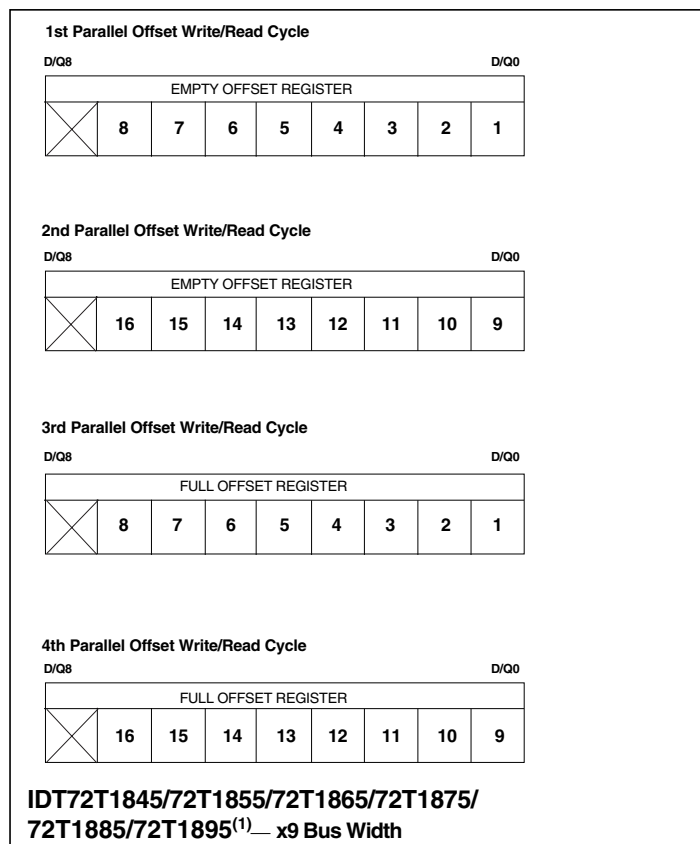 1st Parallel Offset Write/Read Cycle
D/Q8 D/Q0
EMPTY OFFSET REGISTER
8 7 6 5 4 3 2 1
2nd Parallel Offset Write/Read Cycle
D/Q8 D/Q0
EMPTY OFFSET REGISTER
16 15 14 13 12 11 10 9
3rd Parallel Offset Write/Read Cycle
D/Q8 D/Q0
FULL OFFSET REGISTER
8 7 6 5 4 3 2 1
4th Parallel Offset Write/Read Cycle
D/Q8 D/Q0
FULL OFFSET REGISTER
16 15 14 13 12 11 10 9
IDT72T1845/72T1855/72T1865/72T1875/
72T1885/72T1895(1)— x9 Bus Width